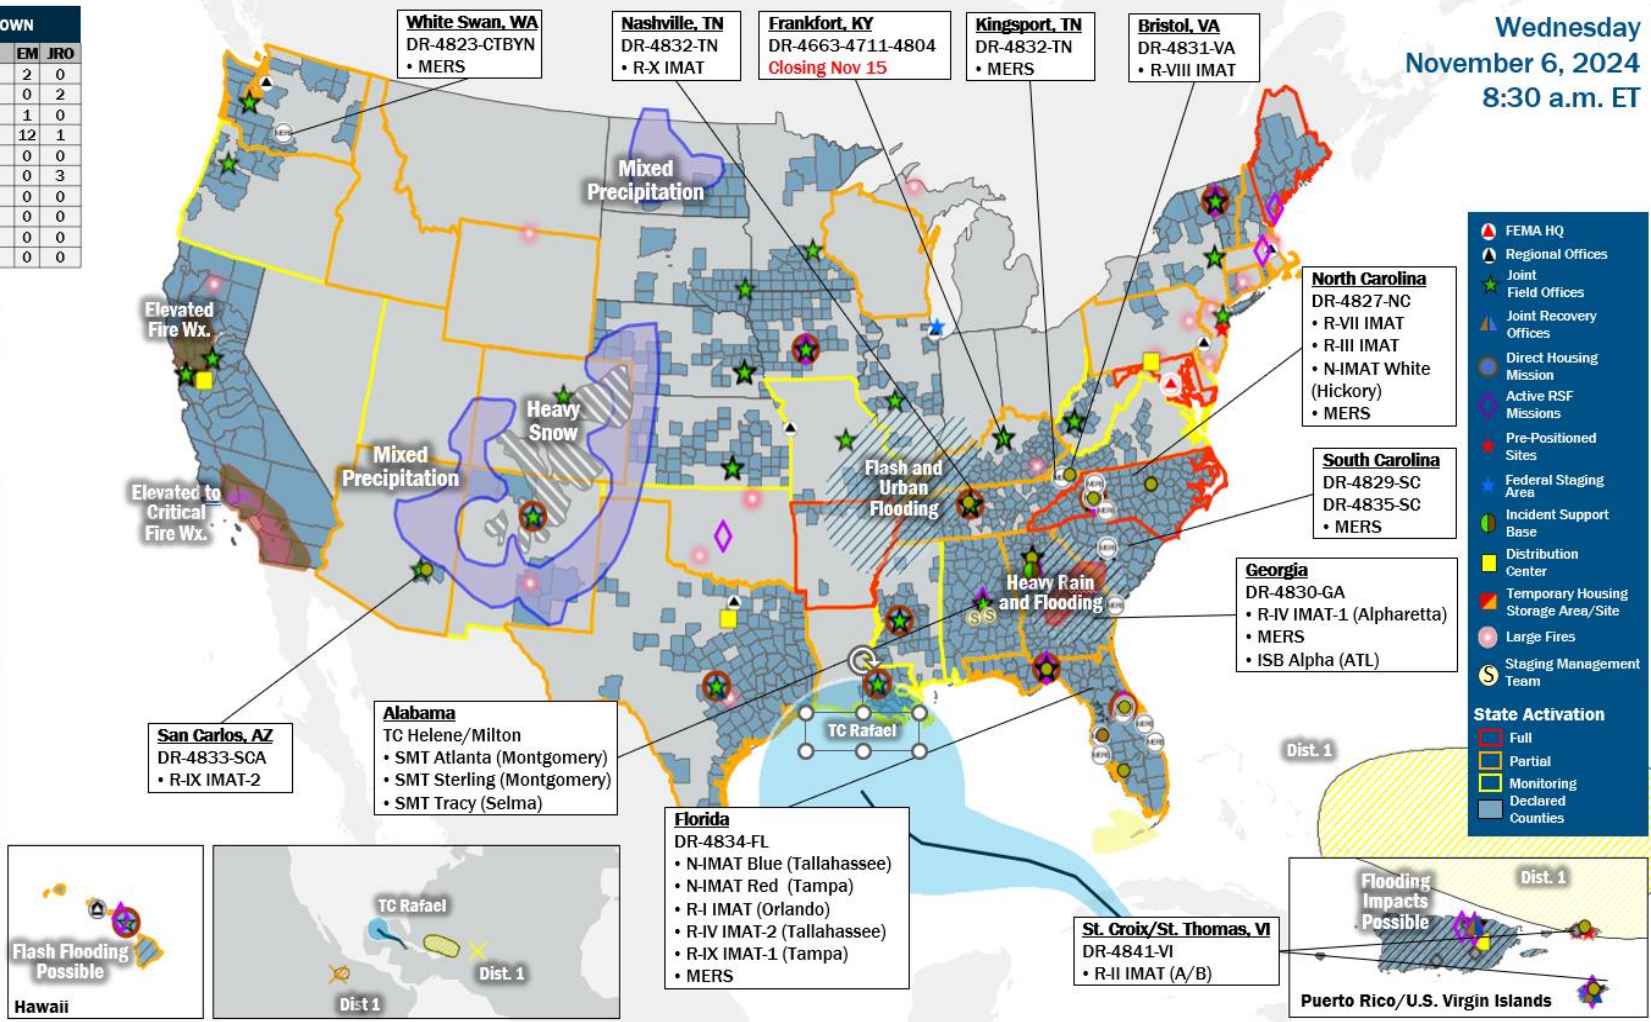 OWN
EM JRO
2 0
0 2
1 0
12 1
0 0
0 3
0 0
0 0
0 0
0 0
White Swan, WA
DR-4823-CTBYN
• MERS
Nashville, TN
DR-4832-TN
• R-X IMAT
Frankfort, KY
DR-4663-4711-4804
Closing Nov 15
Kingsport, TN
DR-4832-TN
• MERS
Bristol, VA
DR-4831-VA
• R-VIII IMAT
Wednesday
November 6, 2024
8:30 a.m. ET
Mixed
Precipitation
Elevated
Fire Wx.
Heavy
Snow
Mixed
Precipitation
Elevated to
Critical
Fire Wx.
Flash and
Urban
Flooding
Heavy Rain
and Flooding
MERS
MERS
MERS
MERS
MERS
MERS
MERS
MERS
MERS
S S
North Carolina
DR-4827-NC
• R-VII IMAT
• R-III IMAT
• N-IMAT White
(Hickory)
• MERS
South Carolina
DR-4829-SC
DR-4835-SC
• MERS
Georgia
DR-4830-GA
• R-IV IMAT-1 (Alpharetta)
• MERS
• ISB Alpha (ATL)
FEMA HQ
Regional Offices
Joint
Field Offices
Joint Recovery
Offices
Direct Housing
Mission
Active RSF
Missions
Pre-Positioned
Sites
Federal Staging
Area
Incident Support
Base
Distribution
Center
Temporary Housing
Storage Area/Site
Large Fires
S
Staging Management
Team
State Activation
Full
Partial
Monitoring
Declared
Counties
San Carlos, AZ
DR-4833-SCA
• R-IX IMAT-2
Alabama
TC Helene/Milton
• SMT Atlanta (Montgomery)
• SMT Sterling (Montgomery)
• SMT Tracy (Selma)
TC Rafael
Dist. 1
Florida
DR-4834-FL
• N-IMAT Blue (Tallahassee)
• N-IMAT Red (Tampa)
• R-I IMAT (Orlando)
• R-IV IMAT-2 (Tallahassee)
• R-IX IMAT-1 (Tampa)
• MERS
St. Croix/St. Thomas, VI
DR-4841-VI
• R-II IMAT (A/B)
Flash Flooding
Possible
Hawaii
TC Rafael
Dist. 1
Dist 1
Flooding
Impacts
Possible
Dist. 1
Puerto Rico/U.S. Virgin Islands